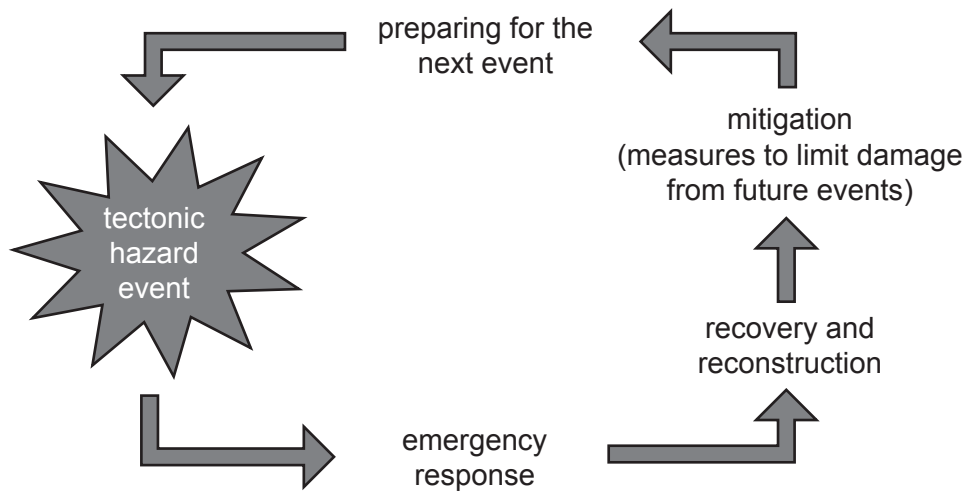 preparing for the
next event
mitigation
(measures to limit damage
from future events)
tectonic
hazard
event
recovery and
reconstruction
emergency
response